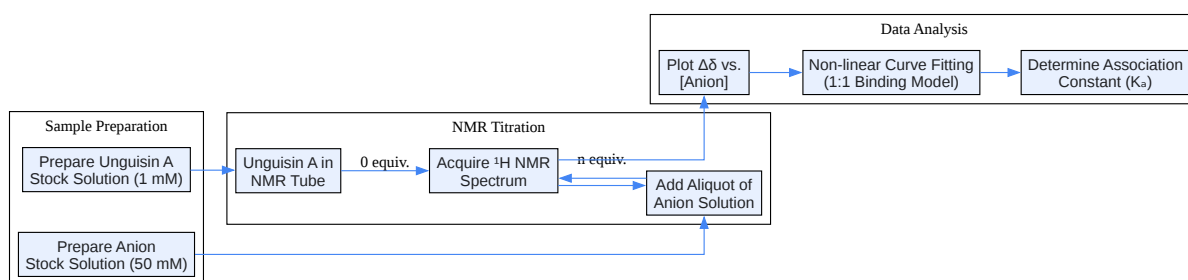 Data Analysis
Plot Δδ vs.
[Anion]
Non-linear Curve Fitting
(1:1 Binding Model)
Determine Association
Constant (Kₐ)
Sample Preparation
Prepare Unguisin A
Stock Solution (1 mM)
Prepare Anion
Stock Solution (50 mM)
NMR Titration
Unguisin A in
NMR Tube
0 equiv.
Acquire ¹H NMR
Spectrum
n equiv.
Add Aliquot of
Anion Solution